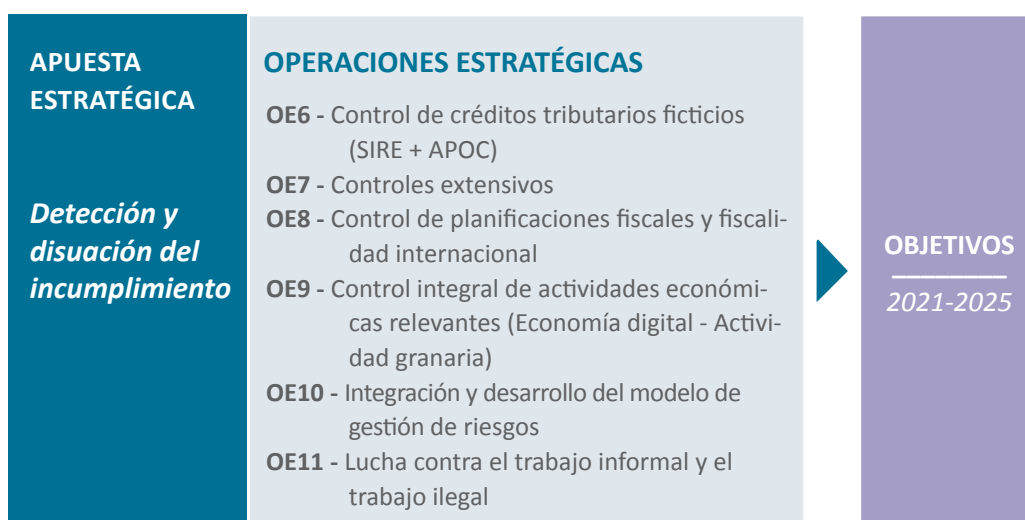 APUESTA
ESTRATÉGICA
Detección y
disuación del
incumplimiento
OPERACIONES ESTRATÉGICAS
OE6 - Control de créditos tributarios ficticios
(SIRE + APOC)
OE7 - Controles extensivos
OE8 - Control de planificaciones fiscales y fiscali-
dad internacional
OE9 - Control integral de actividades económi-
cas relevantes (Economía digital - Activi-
dad granaria)
OE10 - Integración y desarrollo del modelo de
gestión de riesgos
OE11 - Lucha contra el trabajo informal y el
trabajo ilegal
OBJETIVOS
2021-2025